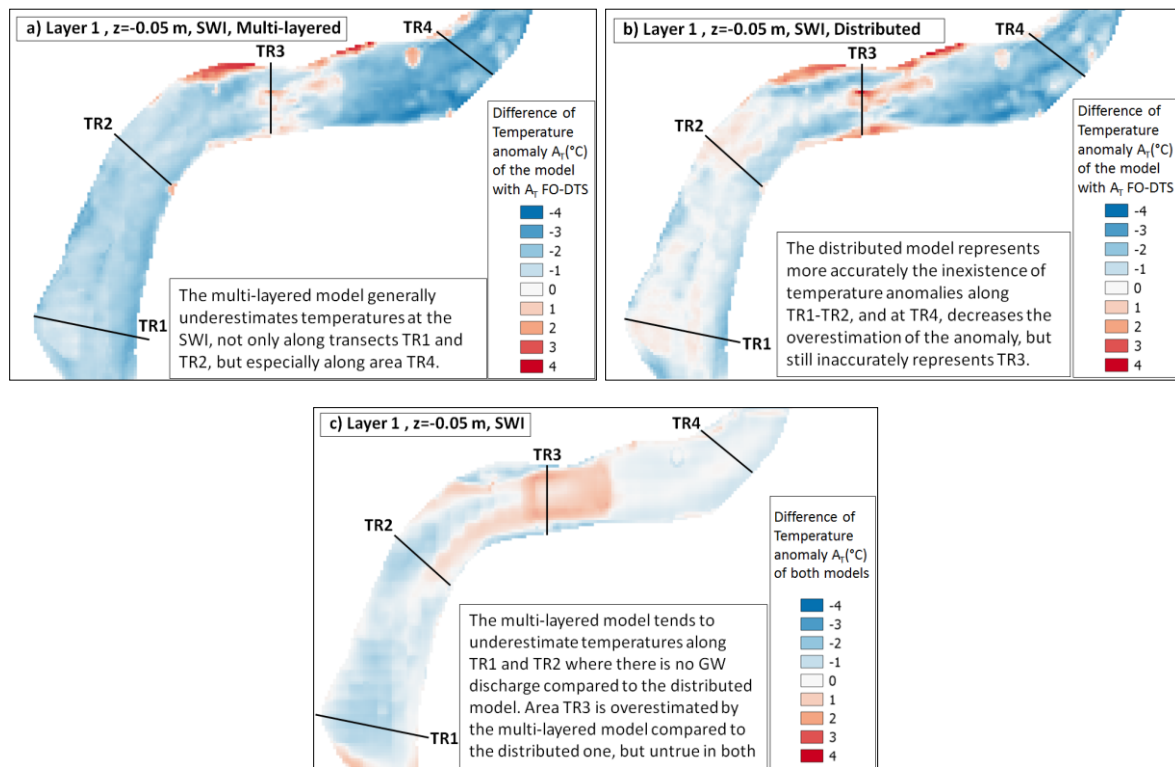 a) Layer 1 , z=-0.05 m, SWI, Multi-layered
TR4
TR3
TR2
TR1
Difference of
Temperature
anomaly A_T(°C)
of the model
with A_T FO-DTS
-4
-3
-2
-1
0
1
2
3
4
The multi-layered model generally
underestimates temperatures at the
SWI, not only along transects TR1 and
TR2, but especially along area TR4.
b) Layer 1 , z=-0.05 m, SWI, Distributed
TR4
TR3
TR2
TR1
Difference of
Temperature
anomaly A_T(°C)
of the model
with A_T FO-DTS
-4
-3
-2
-1
0
1
2
3
4
The distributed model represents
more accurately the inexistence of
temperature anomalies along
TR1-TR2, and at TR4, decreases the
overestimation of the anomaly, but
still inaccurately represents TR3.
c) Layer 1 , z=-0.05 m, SWI
TR4
TR3
TR2
TR1
Difference of
Temperature
anomaly A_T(°C)
of both models
-4
-3
-2
-1
0
1
2
3
4
The multi-layered model tends to
underestimate temperatures along
TR1 and TR2 where there is no GW
discharge compared to the distributed
model. Area TR3 is overestimated by
the multi-layered model compared to
the distributed one, but untrue in both